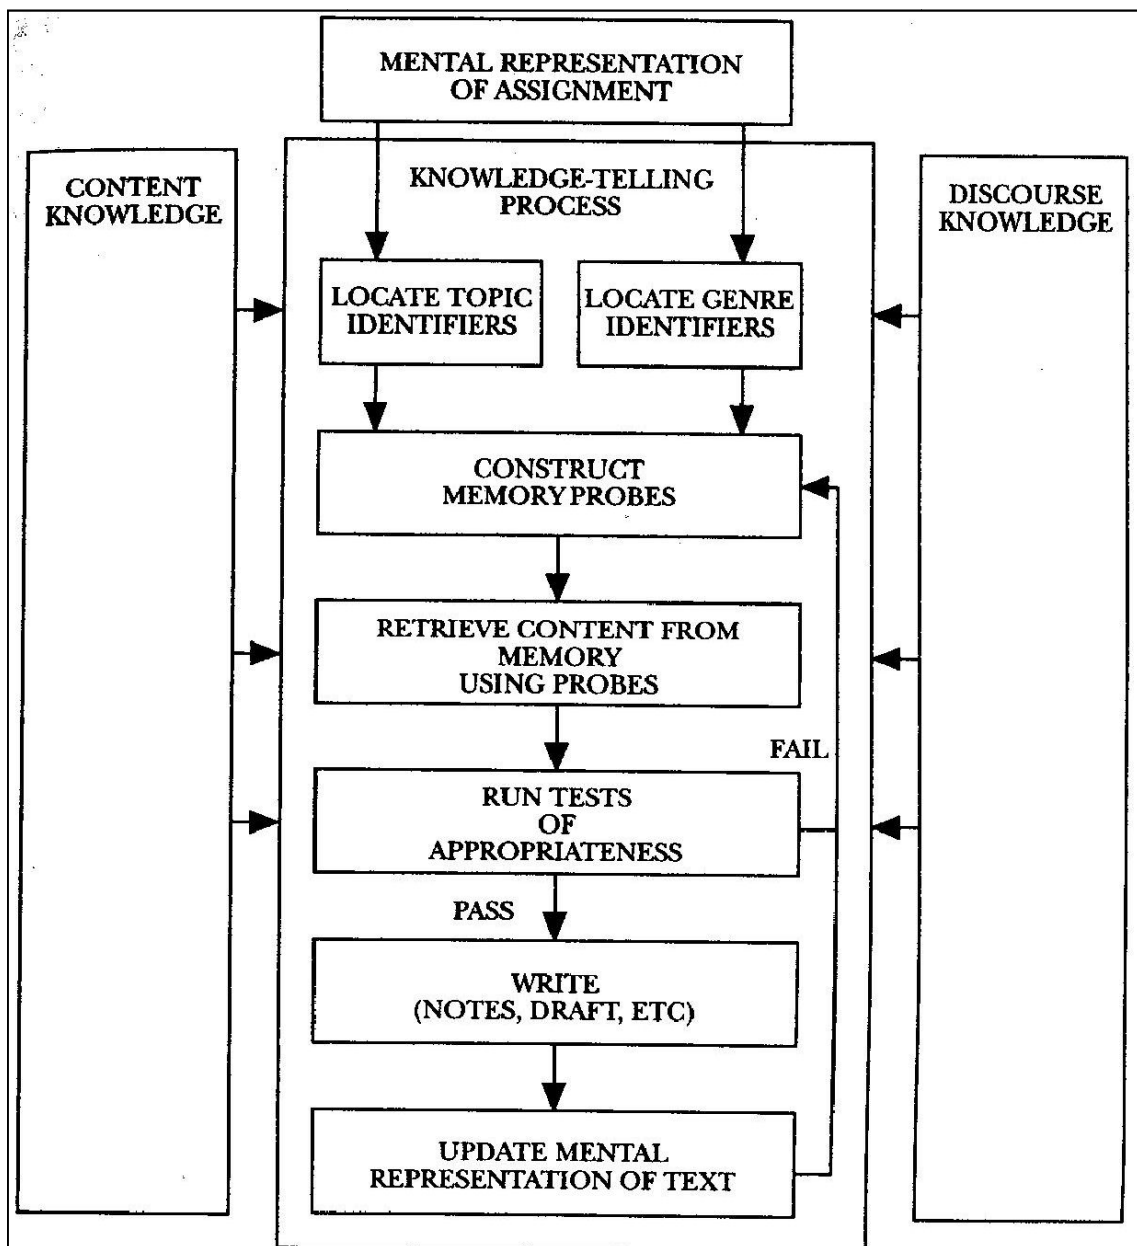 MENTAL REPRESENTATION
OF ASSIGNMENT
CONTENT
KNOWLEDGE
KNOWLEDGE-TELLING
PROCESS
DISCOURSE
KNOWLEDGE
LOCATE TOPIC
IDENTIFIERS
LOCATE GENRE
IDENTIFIERS
CONSTRUCT
MEMORY PROBES
RETRIEVE CONTENT FROM
MEMORY
USING PROBES
FAIL
RUN TESTS
OF
APPROPRIATENESS
PASS
WRITE
(NOTES, DRAFT, ETC)
UPDATE MENTAL
REPRESENTATION OF TEXT